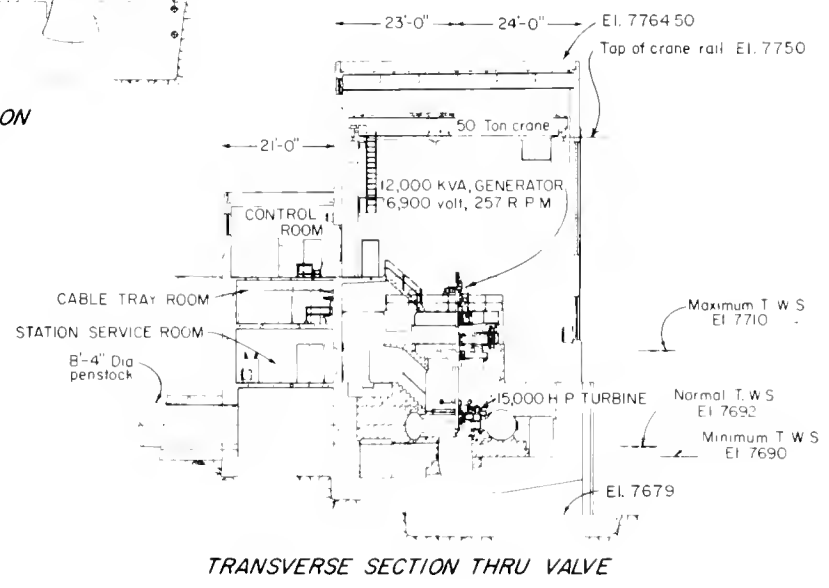 23'-0" 24'-0" El. 7764.50
Top of crane rail El. 7750
ON
50 Ton crane
21'-0"
12,000 KVA, GENERATOR
6,900 volt, 257 R P M
CONTROL
ROOM
CABLE TRAY ROOM
Maximum T W S
El 7710
STATION SERVICE ROOM
8'-4" Dia
penstock
15,000 H P TURBINE
Normal T. W S
El 7692
Minimum T W S
El 7690
El. 7679
TRANSVERSE SECTION THRU VALVE